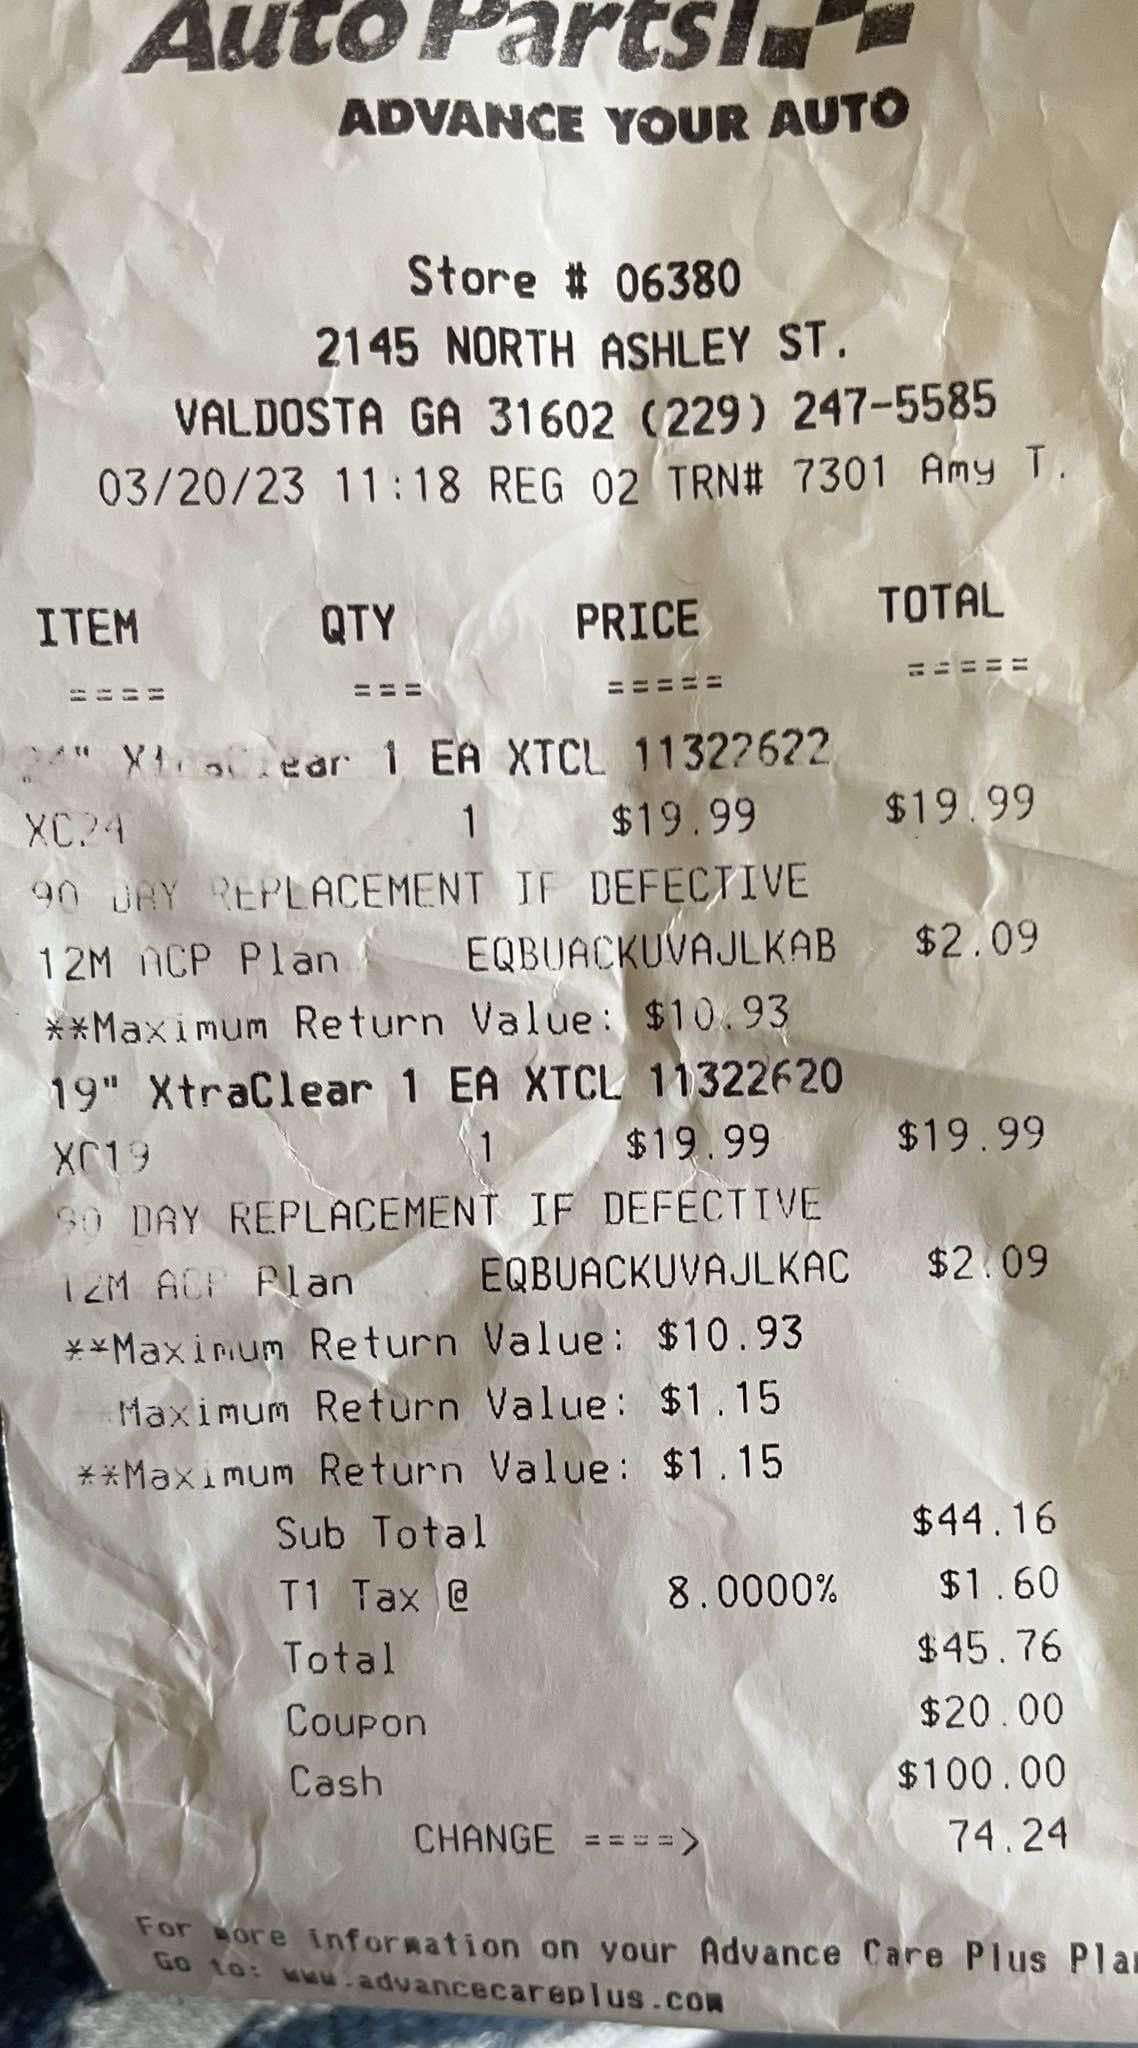 Auto Parts
ADVANCE YOUR AUTO
Store # 06380
2145 NORTH ASHLEY ST.
VALDOSTA GA 31602 (229) 247-5585
03/20/23 11:18 REG 02 TRN# 7301 Amy T.
ITEM QTY PRICE TOTAL
==== === ===== =====
24" XtraClear 1 EA XTCL 11322622
XC24 1 $19.99 $19.99
90 DAY REPLACEMENT IF DEFECTIVE
12M ACP Plan EQBUACKUVAJLKAB $2.09
**Maximum Return Value: $10.93
19" XtraClear 1 EA XTCL 11322620
XC19 1 $19.99 $19.99
90 DAY REPLACEMENT IF DEFECTIVE
12M ACP Plan EQBUACKUVAJLKAC $2.09
**Maximum Return Value: $10.93
Maximum Return Value: $1.15
**Maximum Return Value: $1.15
Sub Total $44.16
T1 Tax @ 8.0000% $1.60
Total $45.76
Coupon $20.00
Cash $100.00
CHANGE ====> 74.24
For more information on your Advance Care Plus Plan
Go to: www.advancecareplus.com